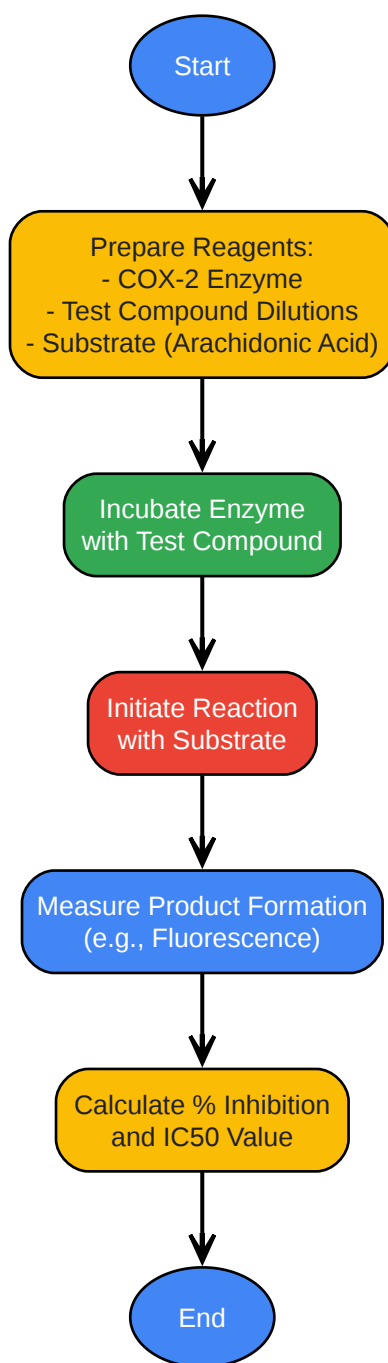 Start
Prepare Reagents:
- COX-2 Enzyme
- Test Compound Dilutions
- Substrate (Arachidonic Acid)
Incubate Enzyme
with Test Compound
Initiate Reaction
with Substrate
Measure Product Formation
(e.g., Fluorescence)
Calculate % Inhibition
and IC50 Value
End